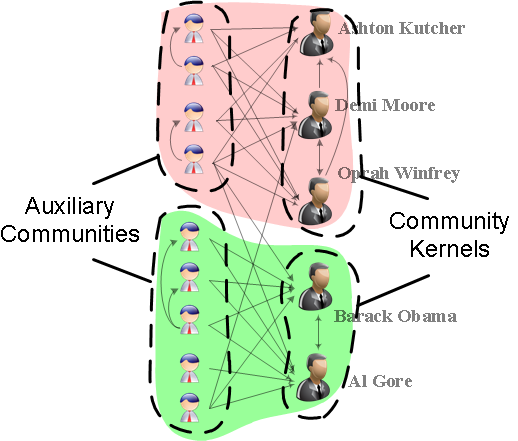 Ashton Kutcher
Demi Moore
Oprah Winfrey
Auxiliary
Communities
Community
Kernels
Barack Obama
Al Gore